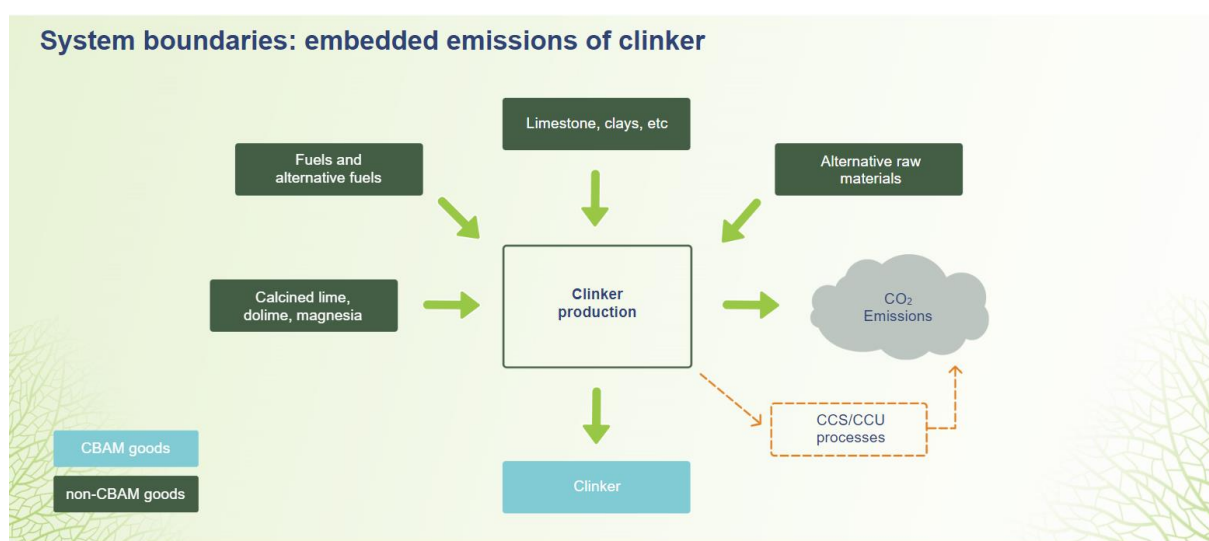 System boundaries: embedded emissions of clinker
Limestone, clays, etc
Fuels and
alternative fuels
Alternative raw
materials
Calcined lime,
dolime, magnesia
Clinker
production
CO₂
Emissions
CCS/CCU
processes
CBAM goods
non-CBAM goods
Clinker